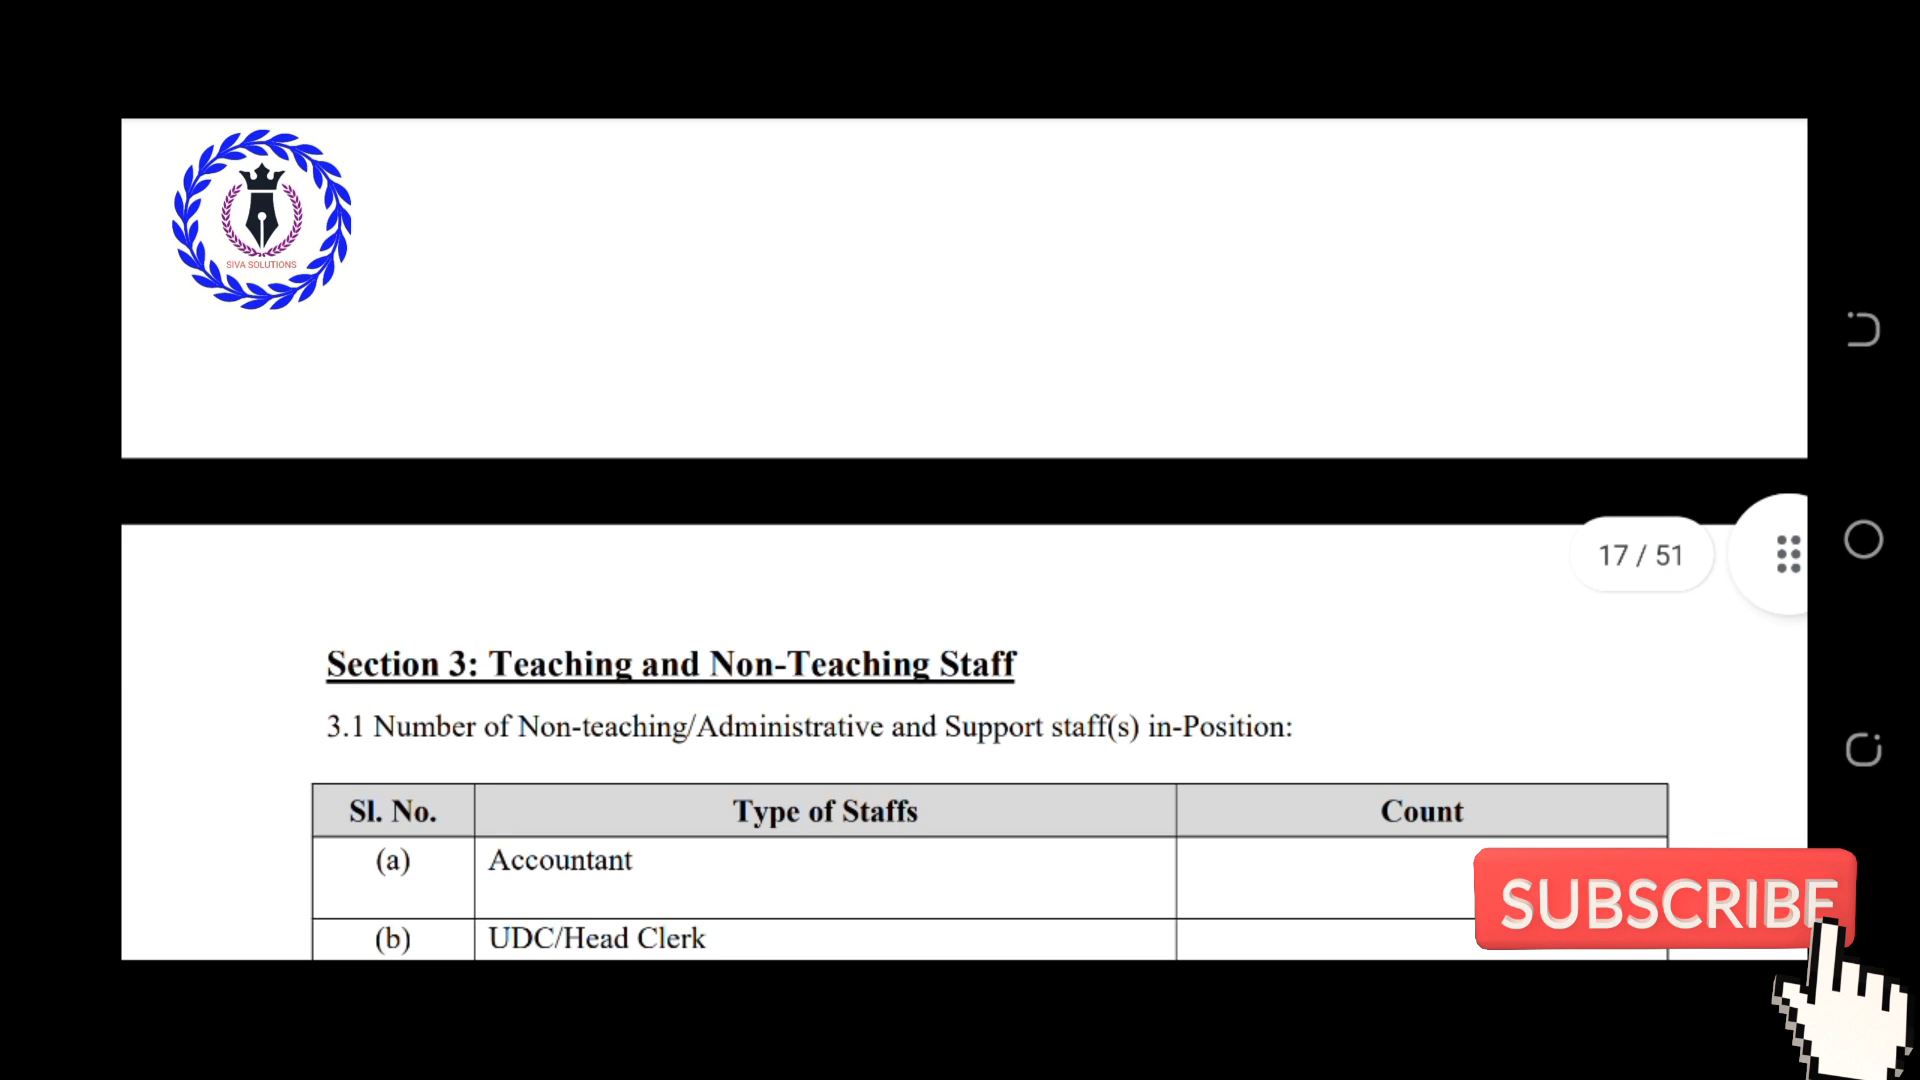 SIVA SOLUTIONS
17 / 51
Section 3: Teaching and Non-Teaching Staff
3.1 Number of Non-teaching/Administrative and Support staff(s) in-Position:
Sl. No. Type of Staffs Count
(a) Accountant
(b) UDC/Head Clerk
SUBSCRIBE